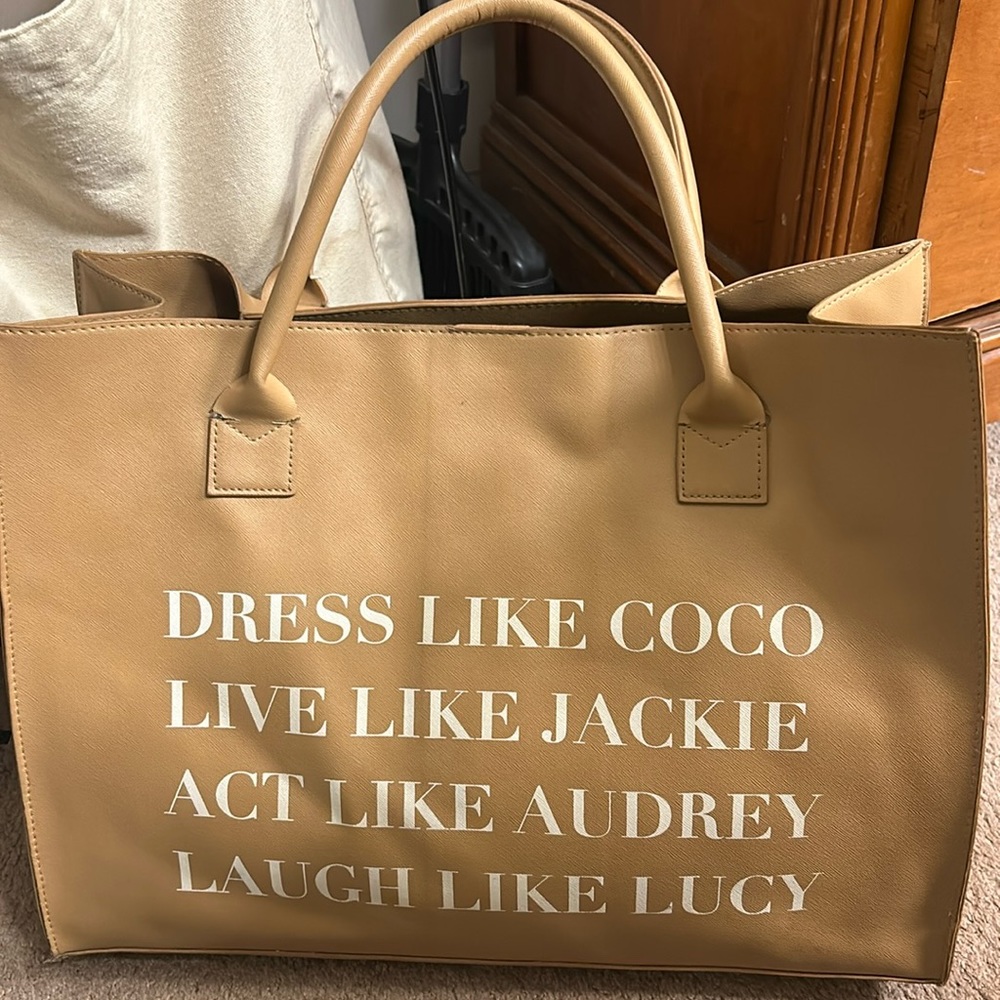 DRESS LIKE COCO
LIVE LIKE JACKIE
ACT LIKE AUDREY
LAUGH LIKE LUCY